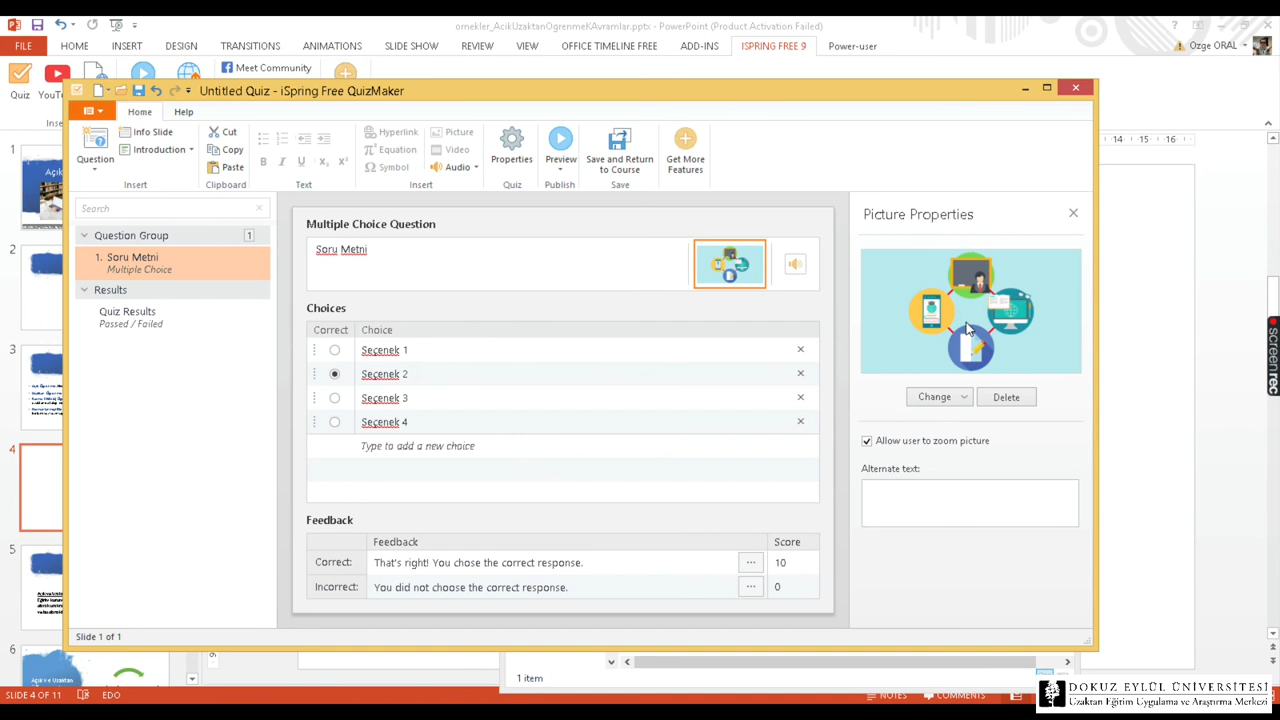 ornekler_AcikUzaktanOgrenmeKAvramlar.pptx - PowerPoint (Product Activation Failed)
FILE HOME INSERT DESIGN TRANSITIONS ANIMATIONS SLIDE SHOW REVIEW VIEW OFFICE TIMELINE FREE ADD-INS ISPRING FREE 9 Power-user Ozge ORAL
Meet Community
Quiz
Untitled Quiz - iSpring Free QuizMaker
Home Help
Question
Info Slide
Introduction
Insert
Cut
Copy
Paste
Clipboard
Text
Hyperlink
Equation
Symbol
Picture
Video
Audio
Insert
Properties
Quiz
Preview
Publish
Save and Return
to Course
Save
Get More
Features
14 15 16
Search
Question Group 1
1. Soru Metni
Multiple Choice
Results
Quiz Results
Passed / Failed
Multiple Choice Question
Soru Metni
Choices
Correct Choice
Seçenek 1
Seçenek 2
Seçenek 3
Seçenek 4
Type to add a new choice
Feedback
Feedback Score
Correct: That's right! You chose the correct response. ... 10
Incorrect: You did not choose the correct response. ... 0
Picture Properties
Change Delete
Allow user to zoom picture
Alternate text:
Slide 1 of 1
1
2
3
4
5
6
1 item
SLIDE 4 OF 11 EDO NOTES COMMENTS
screenrec
DOKUZ EYLÜL ÜNİVERSİTESİ
Uzaktan Eğitim Uygulama ve Araştırma Merkezi